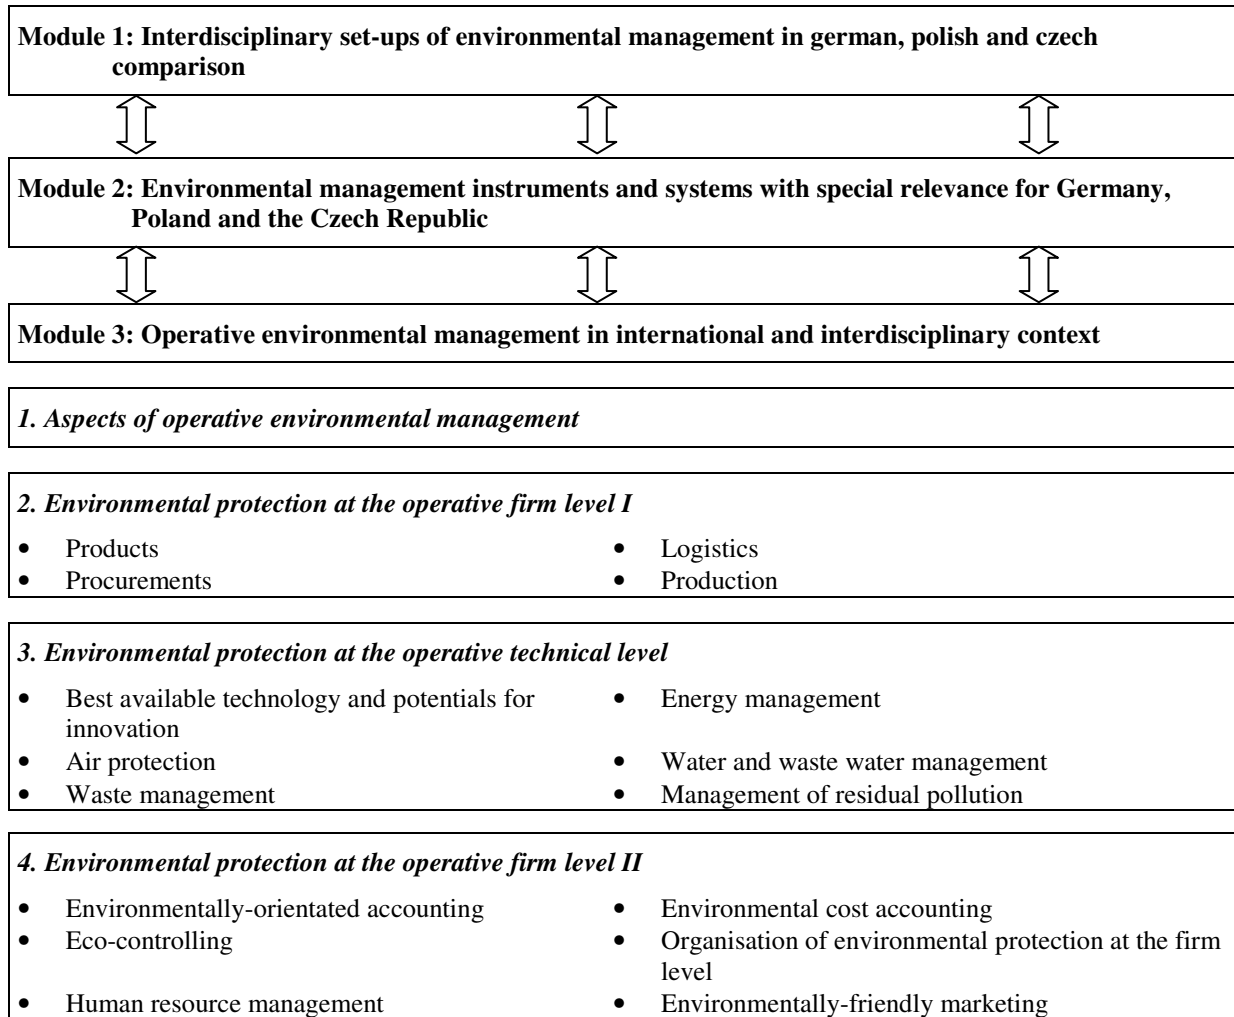 Module 1: Interdisciplinary set-ups of environmental management in german, polish and czech
comparison
Module 2: Environmental management instruments and systems with special relevance for Germany,
Poland and the Czech Republic
Module 3: Operative environmental management in international and interdisciplinary context
1. Aspects of operative environmental management
2. Environmental protection at the operative firm level I
• Products • Logistics
• Procurements • Production
3. Environmental protection at the operative technical level
• Best available technology and potentials for • Energy management
innovation
• Air protection • Water and waste water management
• Waste management • Management of residual pollution
4. Environmental protection at the operative firm level II
• Environmentally-orientated accounting • Environmental cost accounting
• Eco-controlling • Organisation of environmental protection at the firm
level
• Human resource management • Environmentally-friendly marketing